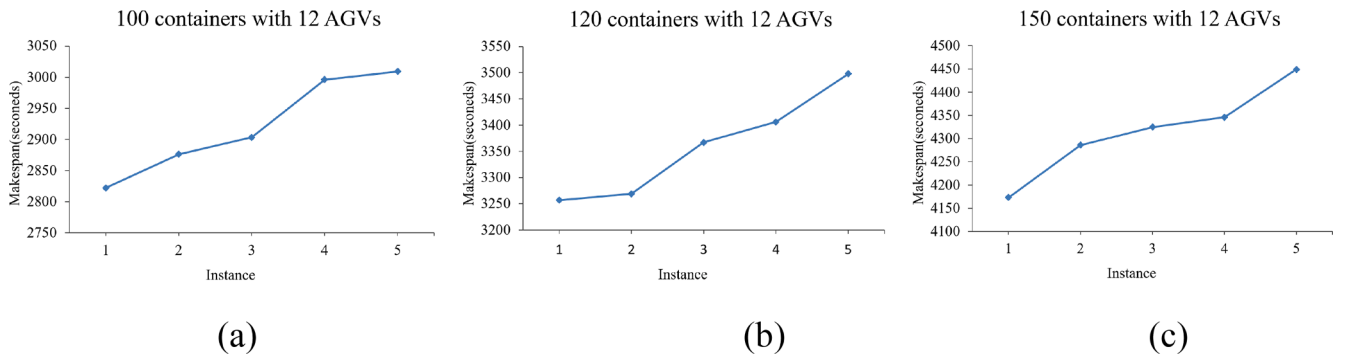 100 containers with 12 AGVs
3050
3000
2950
2900
2850
2800
2750
Makespan(seconeds)
1 2 3 4 5
Instance
(a)
120 containers with 12 AGVs
3550
3500
3450
3400
3350
3300
3250
3200
Makespan(seconeds)
1 2 3 4 5
Instance
(b)
150 containers with 12 AGVs
4500
4450
4400
4350
4300
4250
4200
4150
4100
Makespan(seconeds)
1 2 3 4 5
Instance
(c)